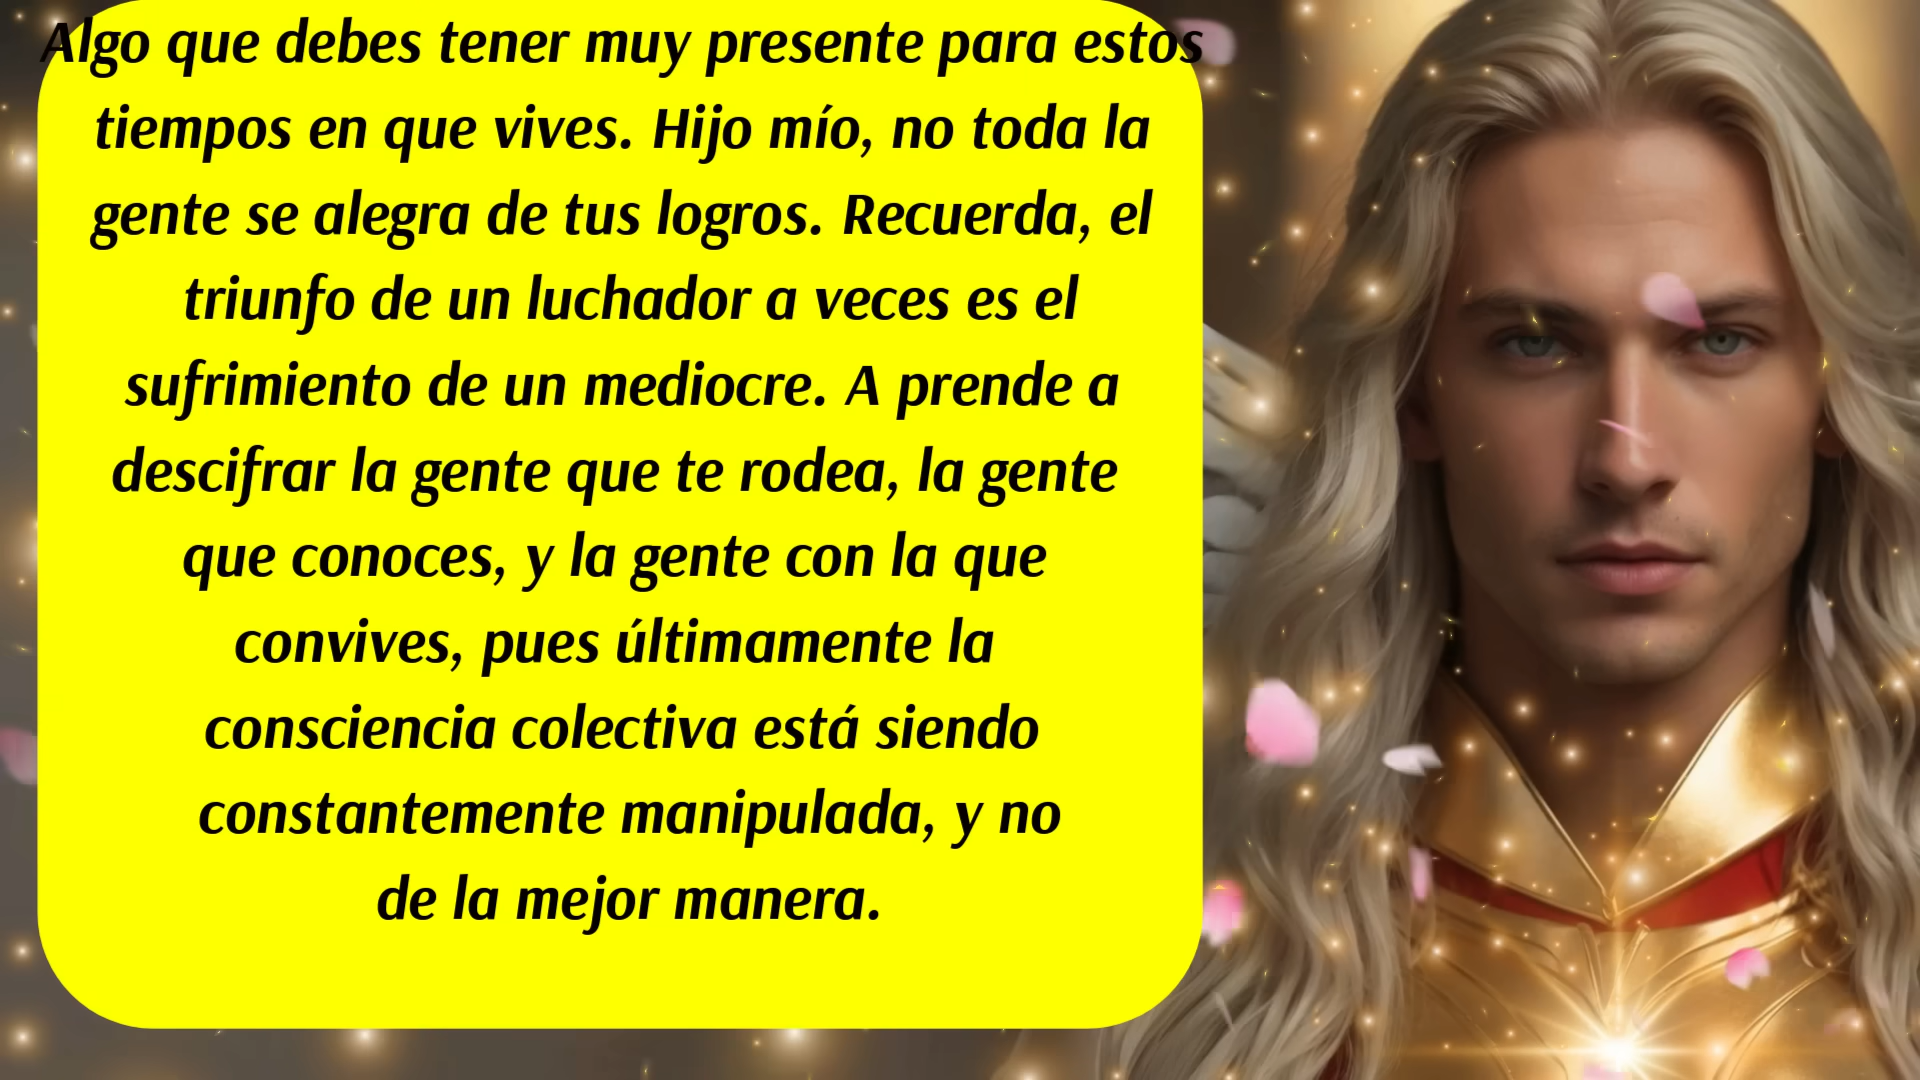 Algo que debes tener muy presente para estos
tiempos en que vives. Hijo mío, no toda la
gente se alegra de tus logros. Recuerda, el
triunfo de un luchador a veces es el
sufrimiento de un mediocre. A prende a
descifrar la gente que te rodea, la gente
que conoces, y la gente con la que
convives, pues últimamente la
consciencia colectiva está siendo
constantemente manipulada, y no
de la mejor manera.